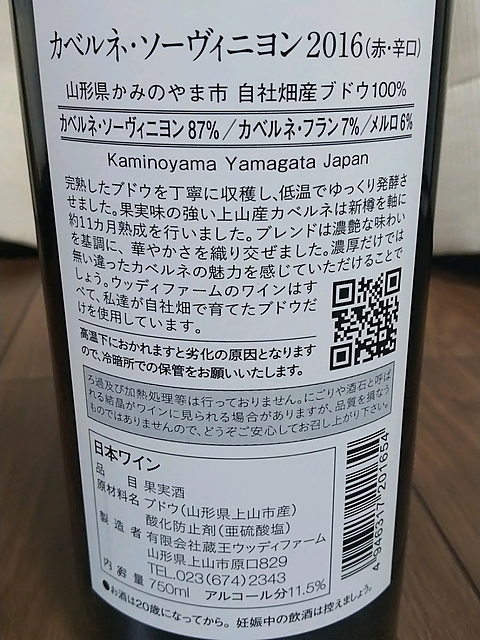 カベルネ・ソーヴィニヨン 2016(赤・辛口)
山形県かみのやま市 自社畑産ブドウ100%
カベルネ・ソーヴィニヨン 87% ／カベルネ・フラン 7%／メルロ 6%
Kaminoyama Yamagata Japan
完熟したブドウを丁寧に収穫し、低温でゆっくり発酵さ
せました。果実味の強い上山産カベルネは新樽を軸に
約11カ月熟成を行いました。ブレンドは濃艶な味わい
を基調に、華やかさを織り交ぜました。濃厚だけでは
無い違ったカベルネの魅力を感じていただけることで
しょう。ウッディファームのワインはす
べて、私達が自社畑で育てたブドウだ
けを使用しています。
高温下におかれますと劣化の原因となります
ので、冷暗所での保管をお願いいたします。
ろ過及び加熱処理等は行っておりません。にごりや酒石と呼ば
れる結晶がワインに見られる場合がありますが、品質を損なう
ものではありませんので、どうぞご安心してお召し上がり下さい。
日本ワイン
品 目 果実酒
原材料名 ブドウ(山形県上山市産)
酸化防止剤(亜硫酸塩)
製 造 者 有限会社蔵王ウッディファーム
山形県上山市原口829
TEL.023(674)2343
内 容 量 750ml アルコール分11.5%
●お酒は20歳になってから。妊娠中の飲酒は控えましょう。
4 945317 201654